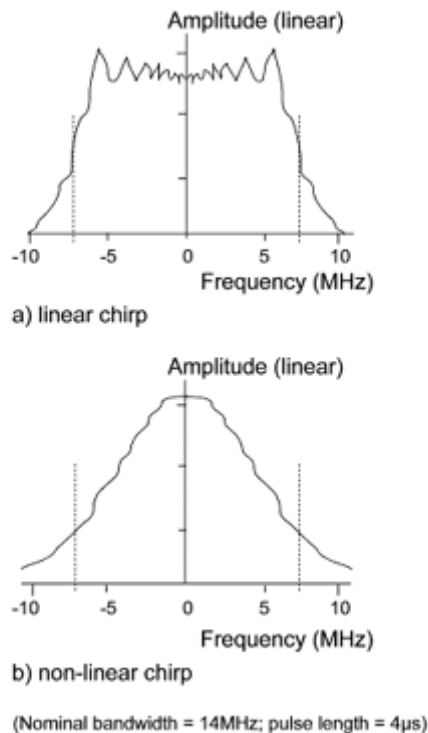 Amplitude (linear)
-10 -5 0 5 10
Frequency (MHz)
a) linear chirp
Amplitude (linear)
-10 -5 0 5 10
Frequency (MHz)
b) non-linear chirp
(Nominal bandwidth = 14MHz; pulse length = 4µs)